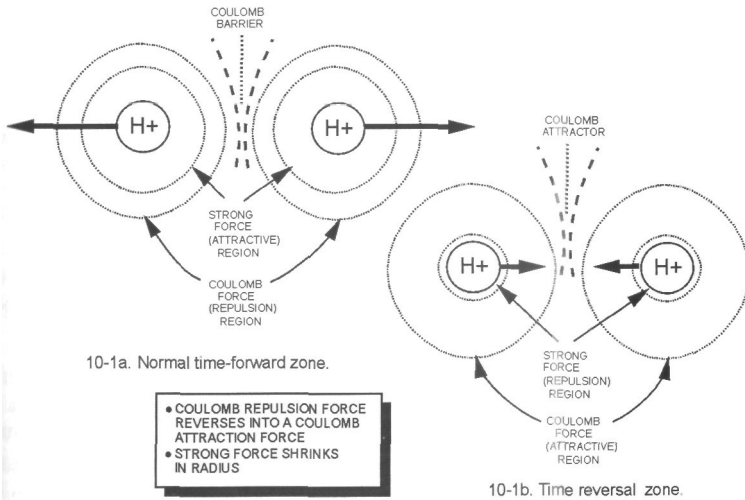 COULOMB
BARRIER
H+
H+
STRONG
FORCE
(ATTRACTIVE)
REGION
COULOMB
FORCE
(REPULSION)
REGION
10-1a. Normal time-forward zone.
COULOMB
ATTRACTOR
H+
H+
STRONG
FORCE
(REPULSION)
REGION
COULOMB
FORCE
(ATTRACTIVE)
REGION
10-1b. Time reversal zone.
• COULOMB REPULSION FORCE
REVERSES INTO A COULOMB
ATTRACTION FORCE
• STRONG FORCE SHRINKS
IN RADIUS